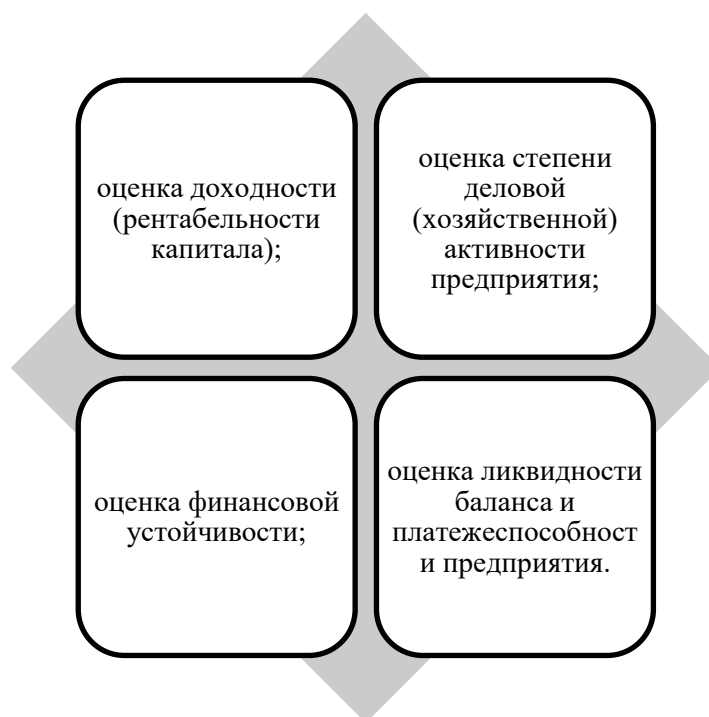 оценка доходности
(рентабельности
капитала);
оценка степени
деловой
(хозяйственной)
активности
предприятия;
оценка финансовой
устойчивости;
оценка ликвидности
баланса и
платежеспособност
и предприятия.